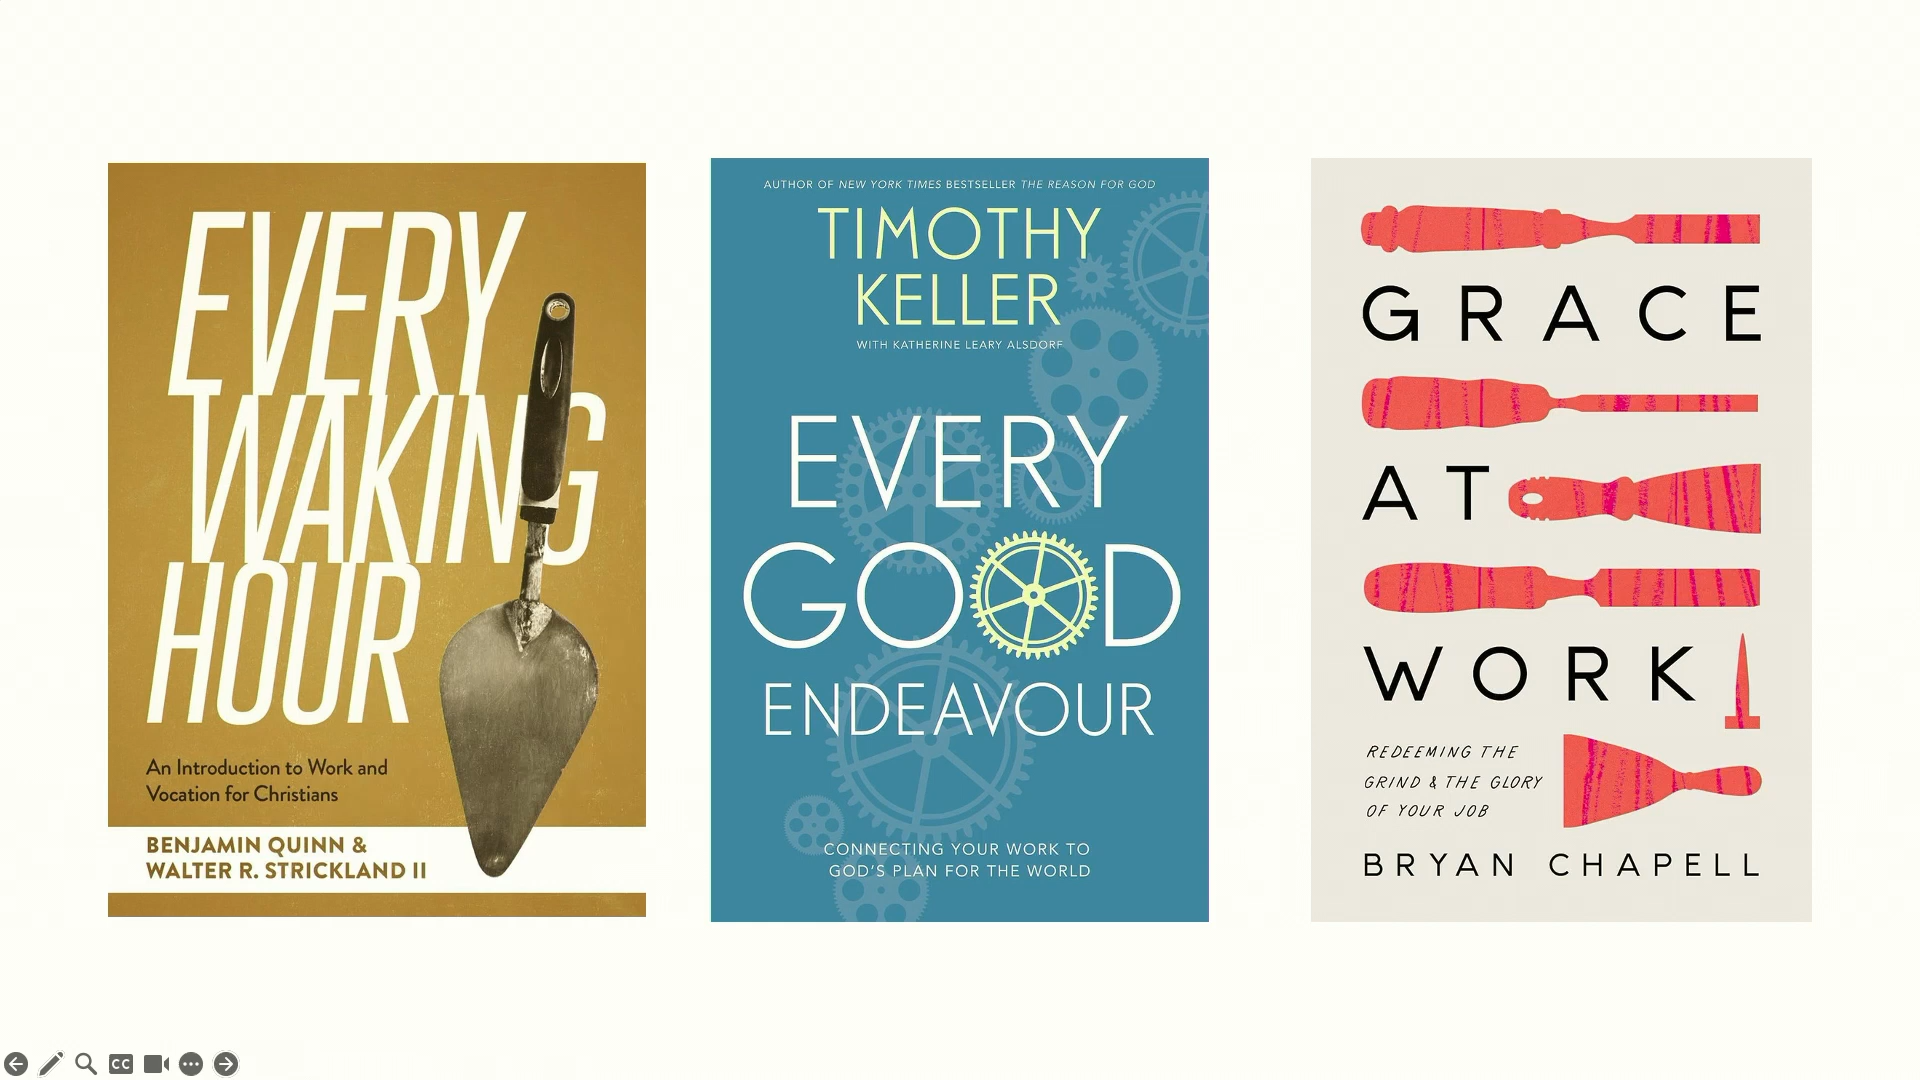 EVERY
WAKING
HOUR
An Introduction to Work and
Vocation for Christians
BENJAMIN QUINN &
WALTER R. STRICKLAND II
AUTHOR OF NEW YORK TIMES BESTSELLER THE REASON FOR GOD
TIMOTHY
KELLER
WITH KATHERINE LEARY ALSDORF
EVERY
GOOD
ENDEAVOUR
CONNECTING YOUR WORK TO
GOD'S PLAN FOR THE WORLD
GRACE
AT
WORK
REDEEMING THE
GRIND & THE GLORY
OF YOUR JOB
BRYAN CHAPELL
CC